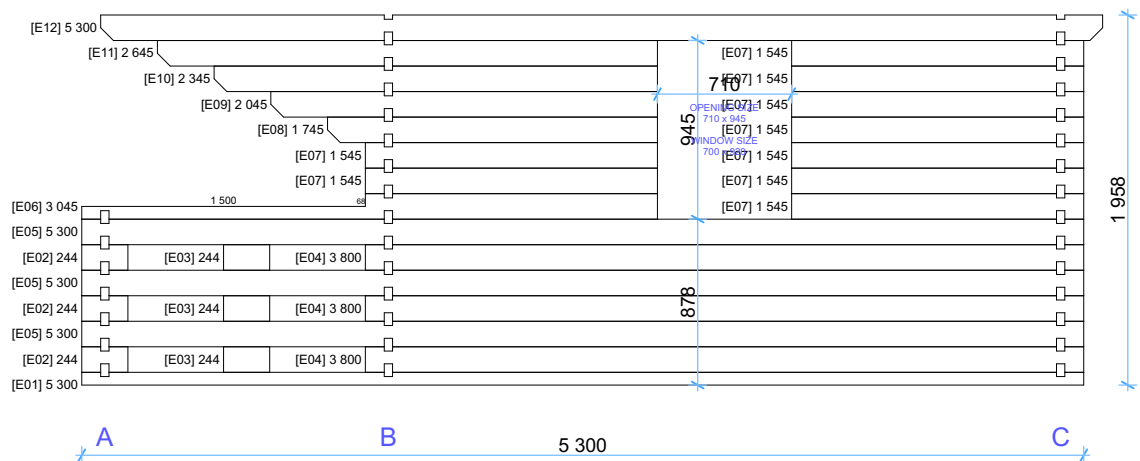 [E12] 5 300
[E11] 2 645
[E07] 1 545
[E10] 2 345
[E07] 1 545
710
[E09] 2 045
[E07] 1 545
OPENING SIZE
710 x 945
[E08] 1 745
[E07] 1 545
945
WINDOW SIZE
[E07] 1 545
[E07] 1 545
[E07] 1 545
[E07] 1 545
1 958
[E06] 3 045
1 500
68
[E07] 1 545
[E05] 5 300
[E02] 244
[E03] 244
[E04] 3 800
[E05] 5 300
[E02] 244
[E03] 244
[E04] 3 800
878
[E05] 5 300
[E02] 244
[E03] 244
[E04] 3 800
[E01] 5 300
A
B
C
5 300